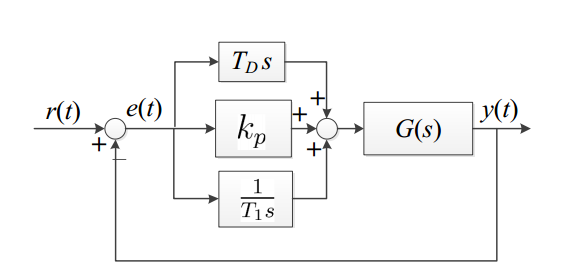 T_D s
r(t)
e(t)
+
+
k_p
G(s)
y(t)
+
−
+
1
T_1 s